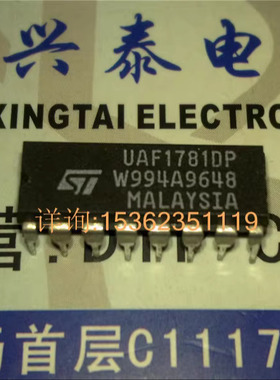 兴泰电
XINGTAI ELECTRO
UAF1781DP
ST W994A9648
MALAYSIA
详询:15362351119
首层C1117